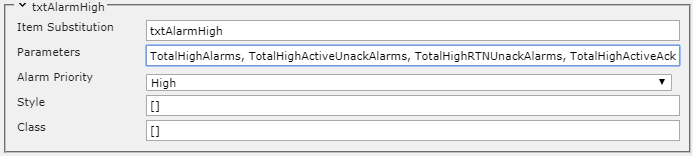 txtAlarmHigh
Item Substitution txtAlarmHigh
Parameters TotalHighAlarms, TotalHighActiveUnackAlarms, TotalHighRTNUnackAlarms, TotalHighActiveAck
Alarm Priority High
Style []
Class []